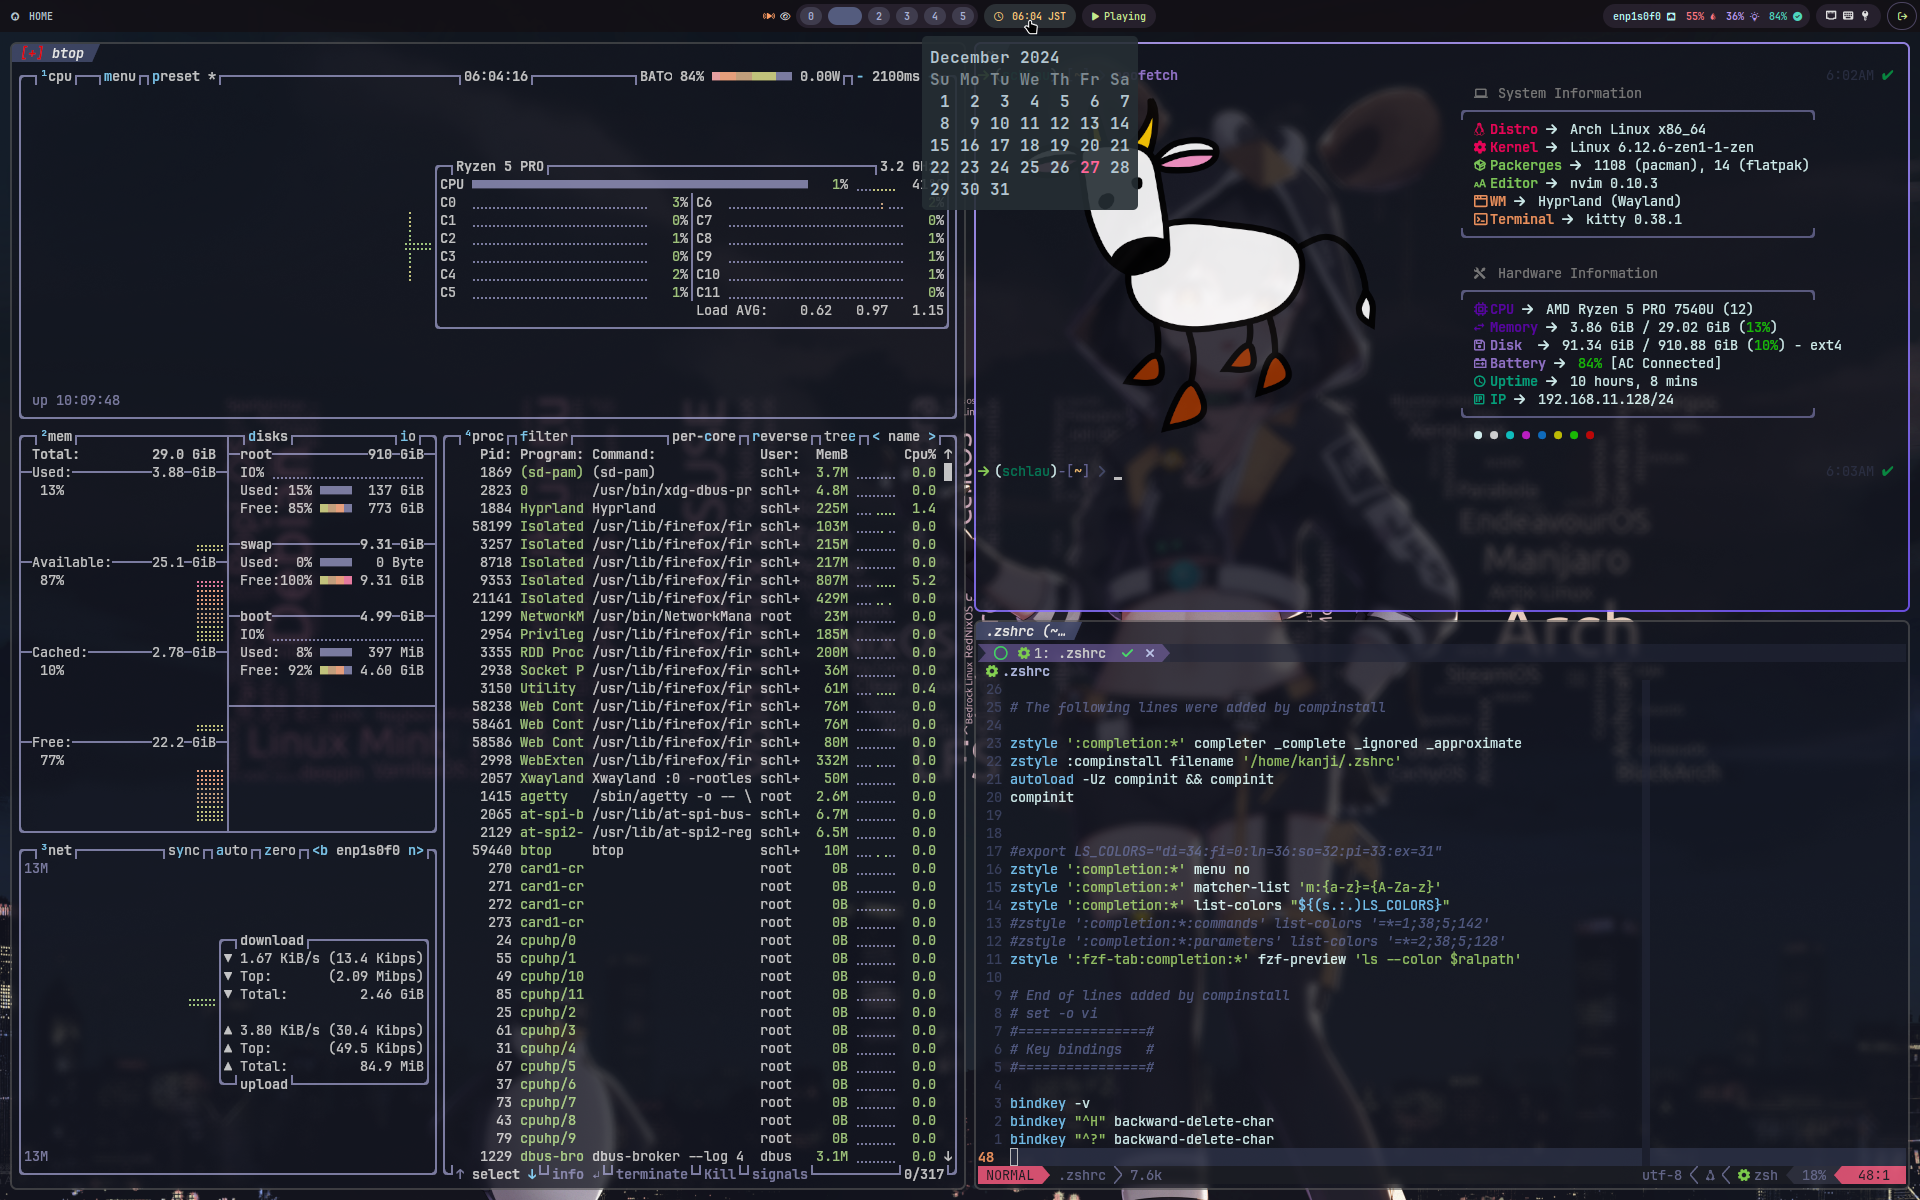 HOME
0 2 3 4 5
06:04 JST
Playing
enp1s0f0 55% 36% 84%
December 2024
Su Mo Tu We Th Fr Sa
1 2 3 4 5 6 7
8 9 10 11 12 13 14
15 16 17 18 19 20 21
22 23 24 25 26 27 28
29 30 31
btop
¹cpu menu preset * 06:04:16 BAT○ 84% 0.00W - 2100ms
Ryzen 5 PRO 3.2 G
CPU 1% 4
C0 3% C6 2%
C1 0% C7 0%
C2 1% C8 1%
C3 0% C9 1%
C4 2% C10 1%
C5 1% C11 0%
Load AVG: 0.62 0.97 1.15
up 10:09:48
²mem
Total: 29.0 GiB
Used: 3.88 GiB
13%
Available: 25.1 GiB
87%
Cached: 2.78 GiB
10%
Free: 22.2 GiB
77%
disks io
root 910 GiB
IO%
Used: 15% 137 GiB
Free: 85% 773 GiB
swap 9.31 GiB
Used: 0% 0 Byte
Free:100% 9.31 GiB
boot 4.99 GiB
IO%
Used: 8% 397 MiB
Free: 92% 4.60 GiB
³net sync auto zero <b enp1s0f0 n>
13M
download
▼ 1.67 KiB/s (13.4 Kibps)
▼ Top: (2.09 Mibps)
▼ Total: 2.46 GiB
▲ 3.80 KiB/s (30.4 Kibps)
▲ Top: (49.5 Kibps)
▲ Total: 84.9 MiB
upload
13M
⁴proc filter per-core reverse tree < name >
Pid: Program: Command: User: MemB Cpu% ↑
1869 (sd-pam) (sd-pam) schl+ 3.7M 0.0
2823 0 /usr/bin/xdg-dbus-pr schl+ 4.8M 0.0
1884 Hyprland Hyprland schl+ 225M 1.4
58199 Isolated /usr/lib/firefox/fir schl+ 103M 0.0
3257 Isolated /usr/lib/firefox/fir schl+ 215M 0.0
8718 Isolated /usr/lib/firefox/fir schl+ 217M 0.0
9353 Isolated /usr/lib/firefox/fir schl+ 807M 5.2
21141 Isolated /usr/lib/firefox/fir schl+ 429M 0.0
1299 NetworkM /usr/bin/NetworkMana root 23M 0.0
2954 Privileg /usr/lib/firefox/fir schl+ 185M 0.0
3355 RDD Proc /usr/lib/firefox/fir schl+ 200M 0.0
2938 Socket P /usr/lib/firefox/fir schl+ 36M 0.0
3150 Utility /usr/lib/firefox/fir schl+ 61M 0.4
58238 Web Cont /usr/lib/firefox/fir schl+ 76M 0.0
58461 Web Cont /usr/lib/firefox/fir schl+ 76M 0.0
58586 Web Cont /usr/lib/firefox/fir schl+ 80M 0.0
2998 WebExten /usr/lib/firefox/fir schl+ 332M 0.0
2057 Xwayland Xwayland :0 -rootles schl+ 50M 0.0
1415 agetty /sbin/agetty -o -- \ root 2.6M 0.0
2065 at-spi-b /usr/lib/at-spi-bus- schl+ 6.7M 0.0
2129 at-spi2- /usr/lib/at-spi2-reg schl+ 6.5M 0.0
59440 btop btop schl+ 10M 0.0
270 card1-cr root 0B 0.0
271 card1-cr root 0B 0.0
272 card1-cr root 0B 0.0
273 card1-cr root 0B 0.0
24 cpuhp/0 root 0B 0.0
55 cpuhp/1 root 0B 0.0
49 cpuhp/10 root 0B 0.0
85 cpuhp/11 root 0B 0.0
25 cpuhp/2 root 0B 0.0
61 cpuhp/3 root 0B 0.0
31 cpuhp/4 root 0B 0.0
67 cpuhp/5 root 0B 0.0
37 cpuhp/6 root 0B 0.0
73 cpuhp/7 root 0B 0.0
43 cpuhp/8 root 0B 0.0
79 cpuhp/9 root 0B 0.0
1229 dbus-bro dbus-broker --log 4 dbus 3.1M 0.0 ↓
↑ select ↓ info ↲ terminate Kill signals 0/317
fetch 6:02AM ✔
System Information
Distro → Arch Linux x86_64
Kernel → Linux 6.12.6-zen1-1-zen
Packerges → 1108 (pacman), 14 (flatpak)
Editor → nvim 0.10.3
WM → Hyprland (Wayland)
Terminal → kitty 0.38.1
Hardware Information
CPU → AMD Ryzen 5 PRO 7540U (12)
Memory → 3.86 GiB / 29.02 GiB (13%)
Disk → 91.34 GiB / 910.88 GiB (10%) - ext4
Battery → 84% [AC Connected]
Uptime → 10 hours, 8 mins
IP → 192.168.11.128/24
→ (schlau)-[~] > _ 6:03AM ✔
EndeavourOS
Manjaro
Arch
Linux Mint
.zshrc (~…
1: .zshrc ✓ ×
.zshrc
26
25 # The following lines were added by compinstall
24
23 zstyle ':completion:*' completer _complete _ignored _approximate
22 zstyle :compinstall filename '/home/kanji/.zshrc'
21 autoload -Uz compinit && compinit
20 compinit
19
18
17 #export LS_COLORS="di=34:fi=0:ln=36:so=32:pi=33:ex=31"
16 zstyle ':completion:*' menu no
15 zstyle ':completion:*' matcher-list 'm:{a-z}={A-Za-z}'
14 zstyle ':completion:*' list-colors "${(s.:.)LS_COLORS}"
13 #zstyle ':completion:*:commands' list-colors '=*=1;38;5;142'
12 #zstyle ':completion:*:parameters' list-colors '=*=2;38;5;128'
11 zstyle ':fzf-tab:completion:*' fzf-preview 'ls --color $ralpath'
10
9 # End of lines added by compinstall
8 # set -o vi
7 #================#
6 # Key bindings #
5 #================#
4
3 bindkey -v
2 bindkey "^H" backward-delete-char
1 bindkey "^?" backward-delete-char
48
NORMAL .zshrc 7.6k utf-8 zsh 18% 48:1